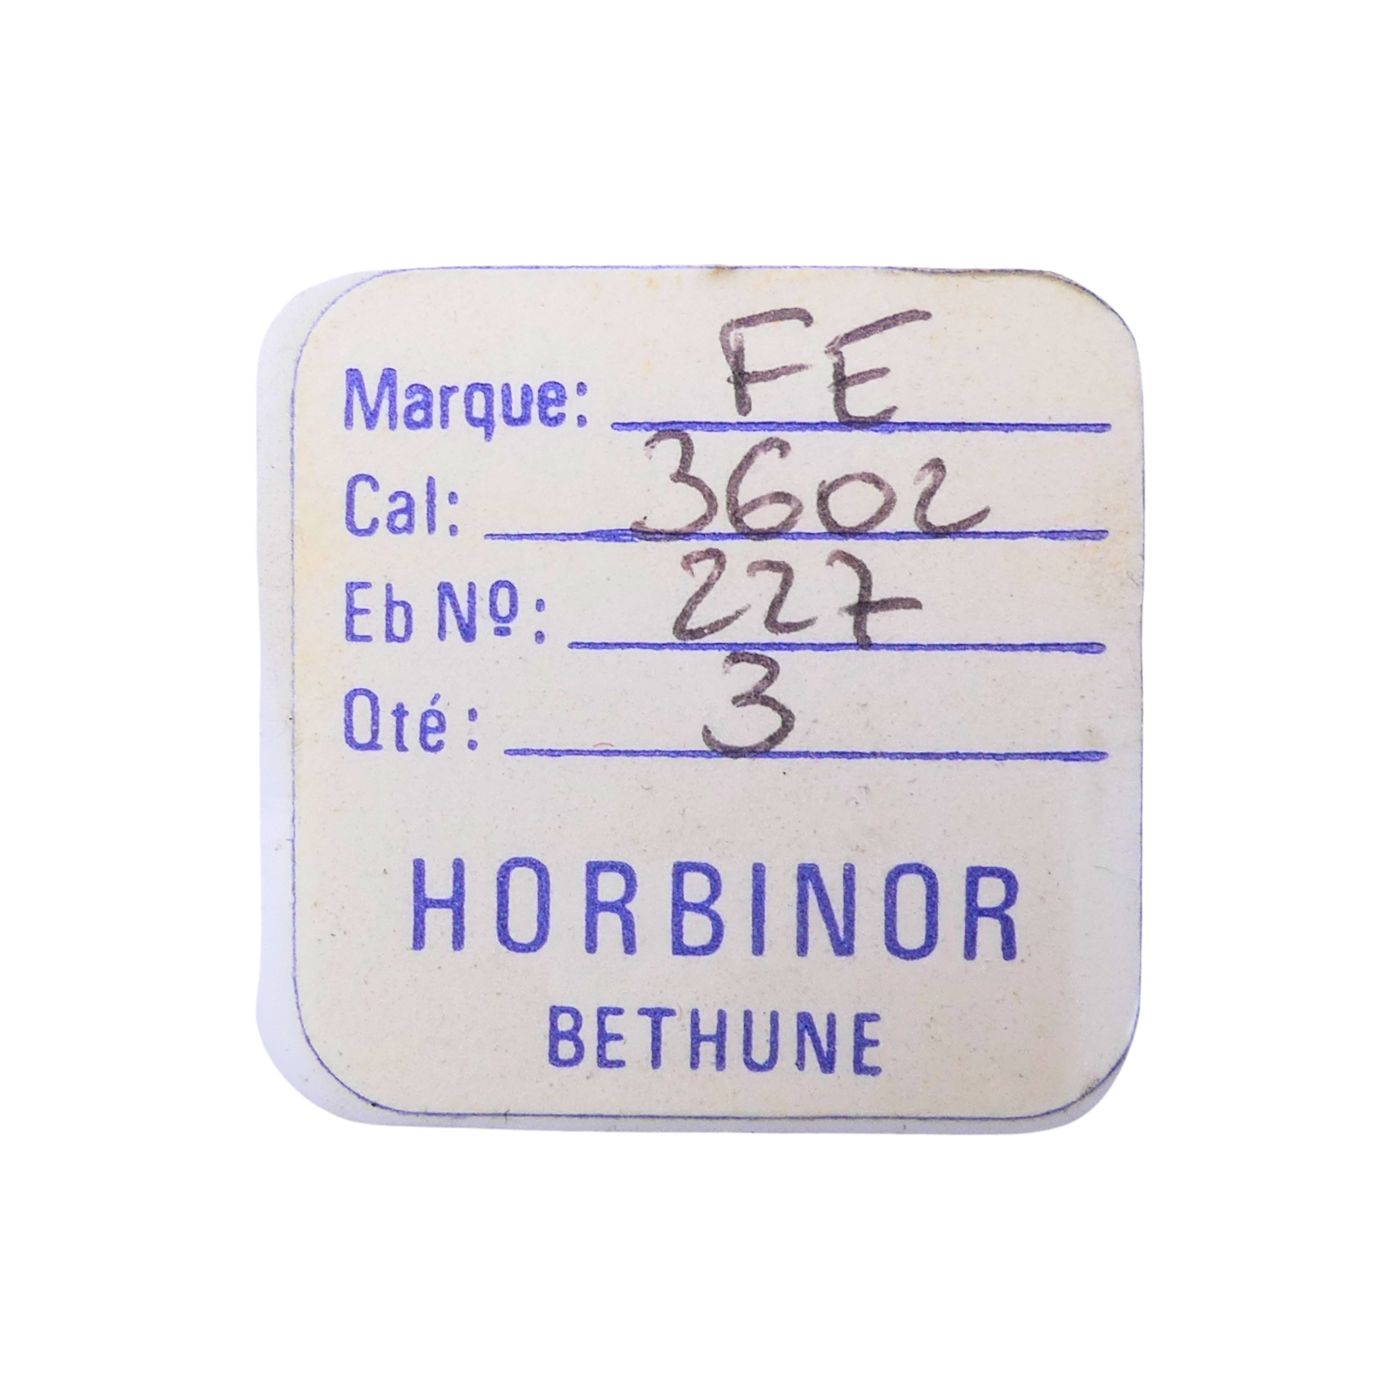 Marque: FE
Cal: 3602
Eb Nº: 227
Qté: 3
HORBINOR
BETHUNE